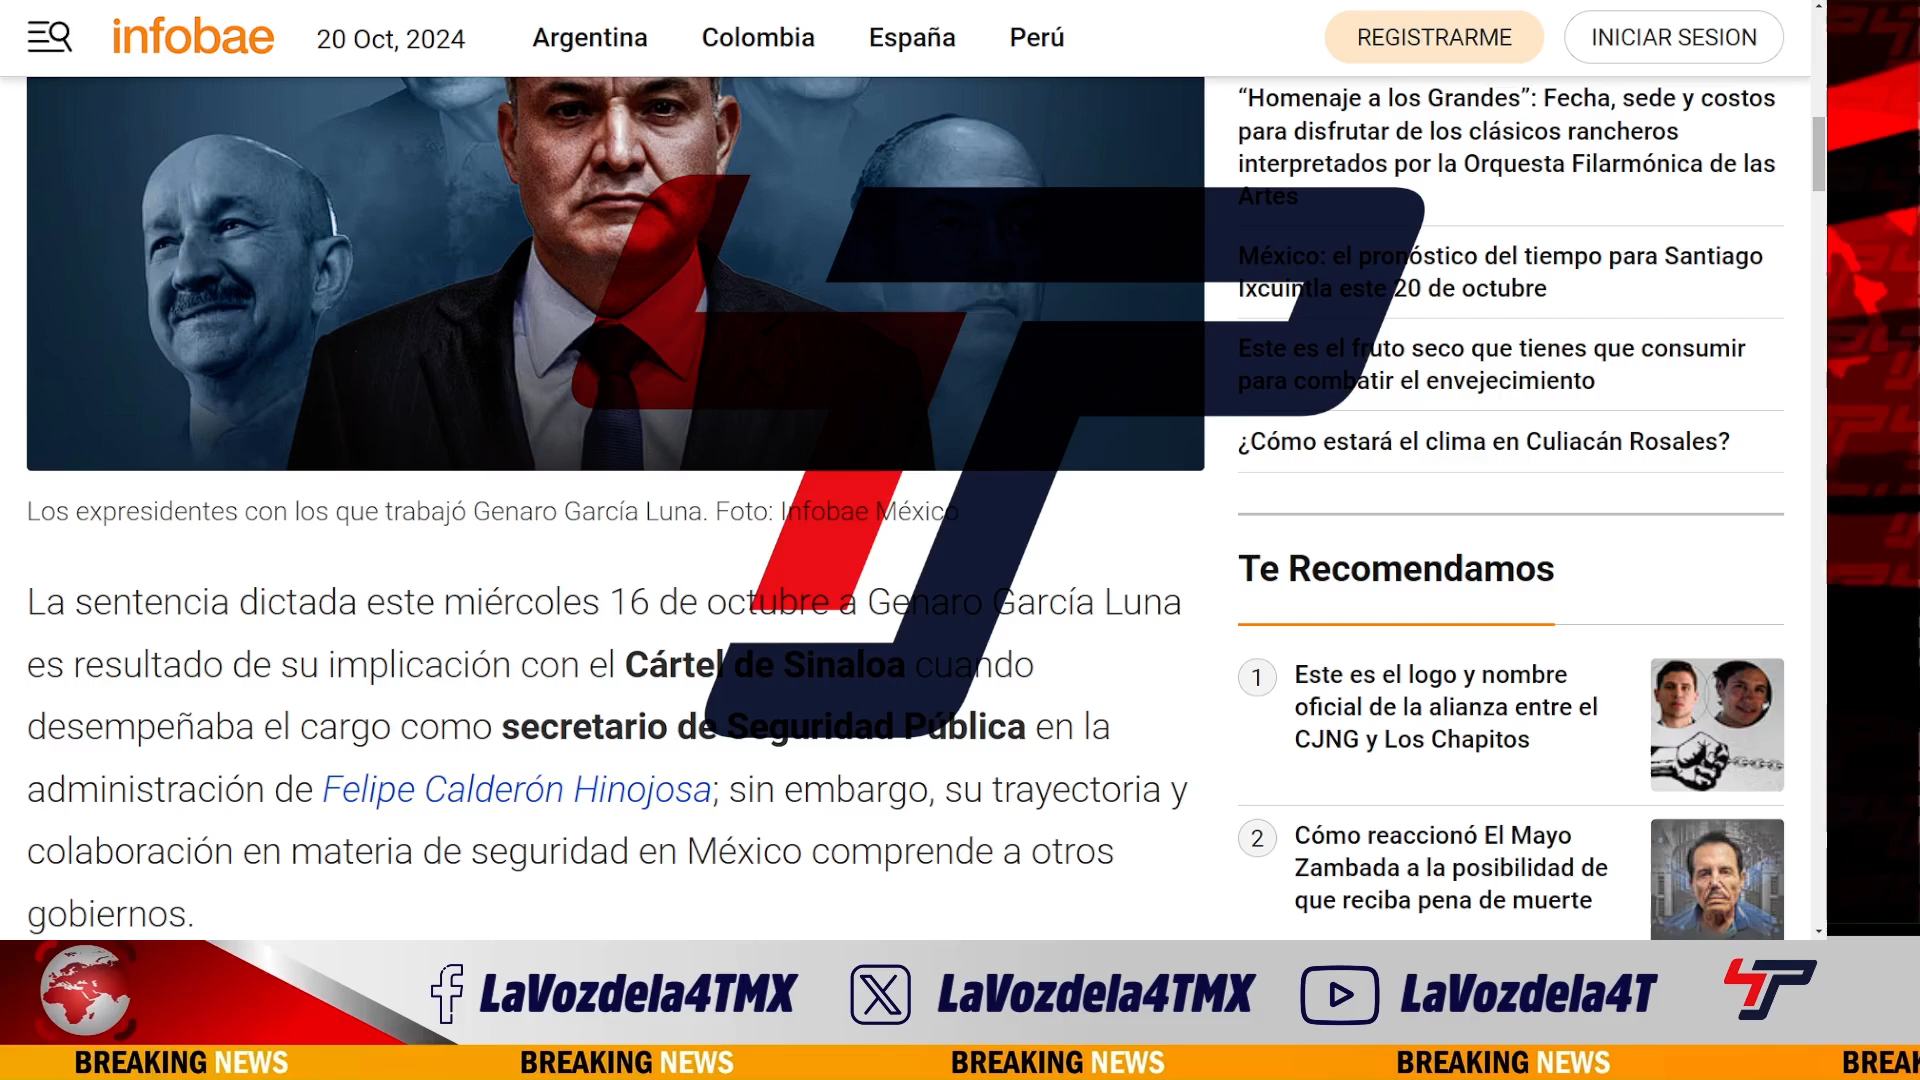 infobae
20 Oct, 2024
Argentina
Colombia
España
Perú
REGISTRARME
INICIAR SESION
“Homenaje a los Grandes”: Fecha, sede y costos
para disfrutar de los clásicos rancheros
interpretados por la Orquesta Filarmónica de las
Artes
México: el pronóstico del tiempo para Santiago
Ixcuintla este 20 de octubre
Este es el fruto seco que tienes que consumir
para combatir el envejecimiento
¿Cómo estará el clima en Culiacán Rosales?
Los expresidentes con los que trabajó Genaro García Luna. Foto: Infobae México
La sentencia dictada este miércoles 16 de octubre a Genaro García Luna
es resultado de su implicación con el Cártel de Sinaloa cuando
desempeñaba el cargo como secretario de Seguridad Pública en la
administración de Felipe Calderón Hinojosa; sin embargo, su trayectoria y
colaboración en materia de seguridad en México comprende a otros
gobiernos.
Te Recomendamos
1
Este es el logo y nombre
oficial de la alianza entre el
CJNG y Los Chapitos
2
Cómo reaccionó El Mayo
Zambada a la posibilidad de
que reciba pena de muerte
LaVozdela4TMX
LaVozdela4TMX
LaVozdela4T
BREAKING NEWS
BREAKING NEWS
BREAKING NEWS
BREAKING NEWS
BREAK